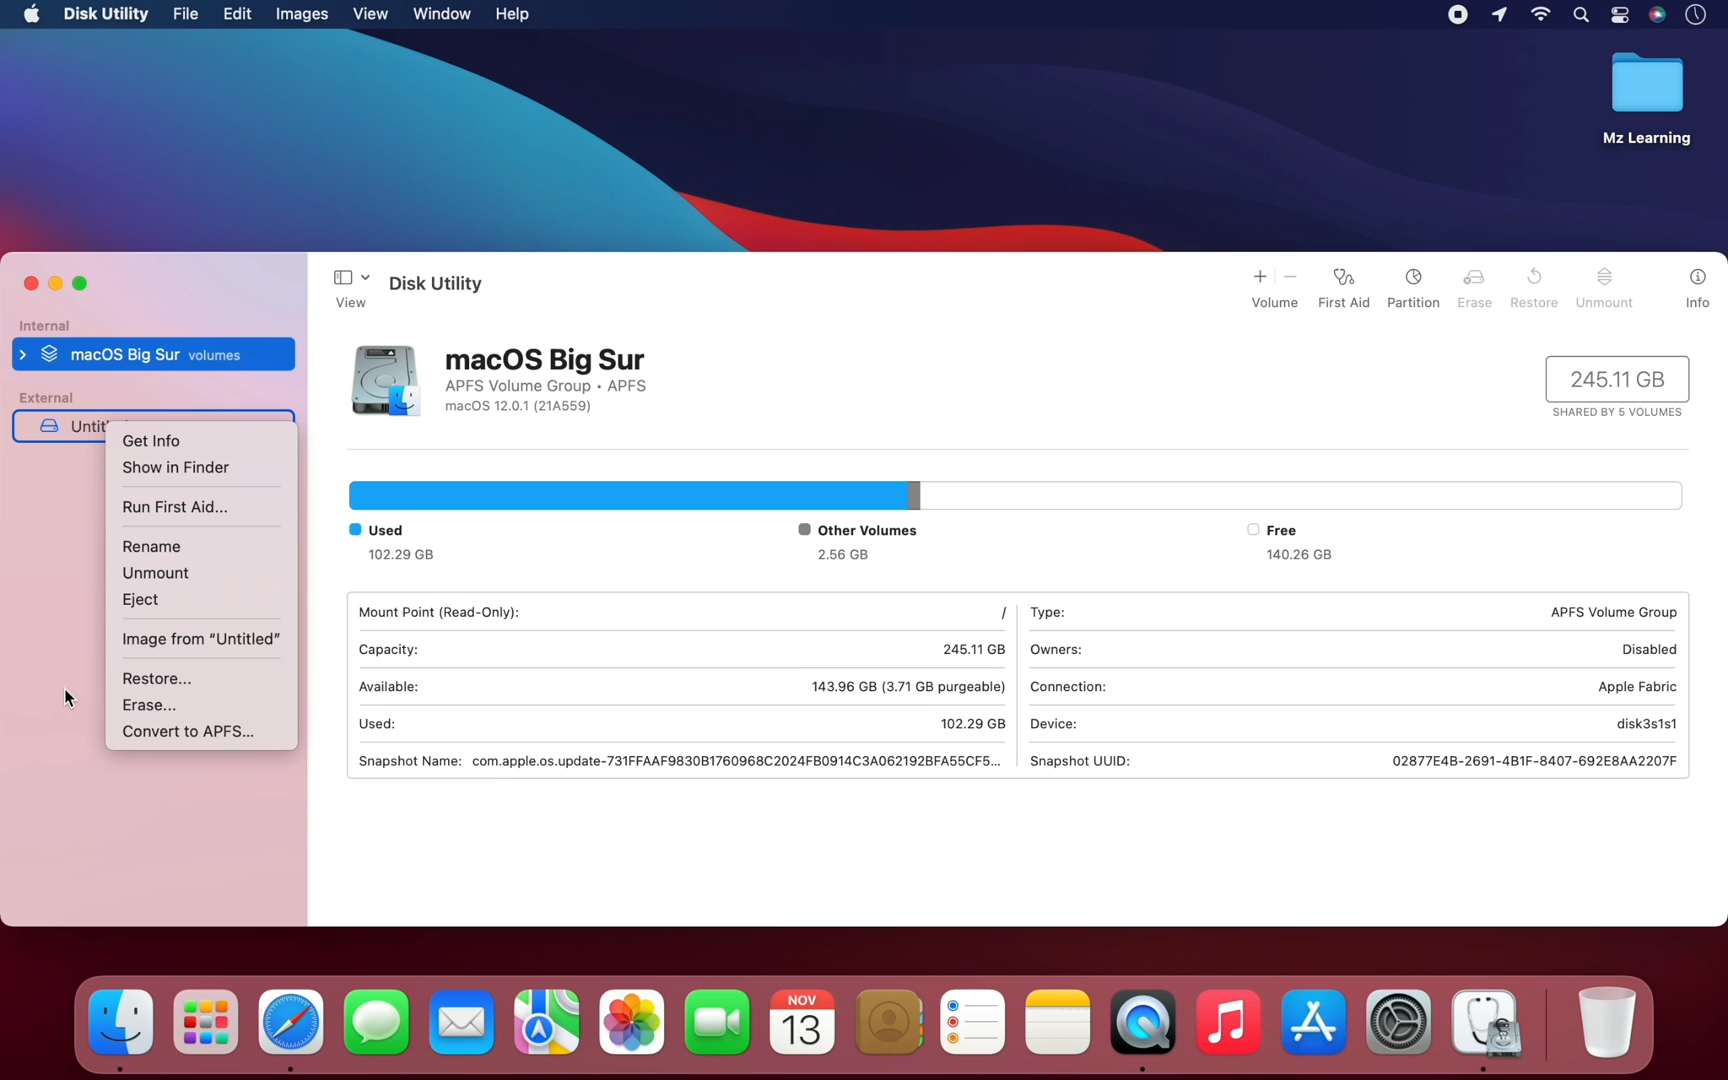 Disk Utility File Edit Images View Window Help
Mz Learning
View
Disk Utility
Volume First Aid Partition Erase Restore Unmount Info
Internal
macOS Big Sur volumes
External
Get Info
Show in Finder
Run First Aid...
Rename
Unmount
Eject
Image from “Untitled”
Restore...
Erase...
Convert to APFS...
macOS Big Sur
APFS Volume Group • APFS
macOS 12.0.1 (21A559)
245.11 GB
SHARED BY 5 VOLUMES
Used
102.29 GB
Other Volumes
2.56 GB
Free
140.26 GB
Mount Point (Read-Only): /
Capacity: 245.11 GB
Available: 143.96 GB (3.71 GB purgeable)
Used: 102.29 GB
Snapshot Name: com.apple.os.update-731FFAAF9830B1760968C2024FB0914C3A062192BFA55CF5...
Type: APFS Volume Group
Owners: Disabled
Connection: Apple Fabric
Device: disk3s1s1
Snapshot UUID: 02877E4B-2691-4B1F-8407-692E8AA2207F
NOV
13